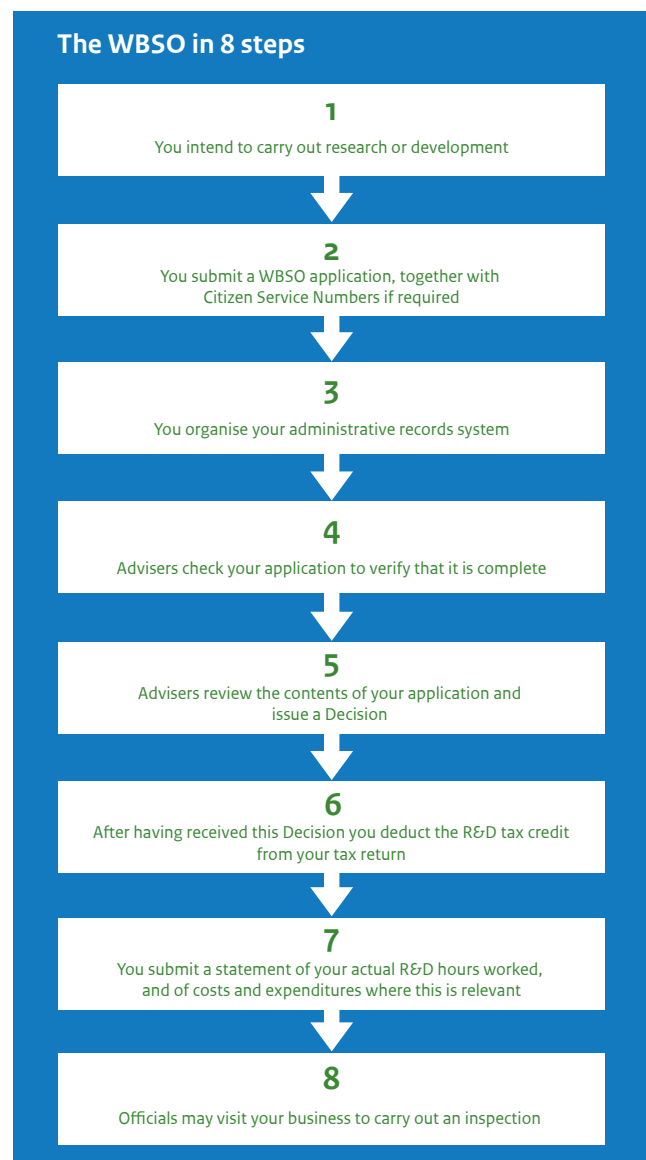 The WBSO in 8 steps
1
You intend to carry out research or development
2
You submit a WBSO application, together with
Citizen Service Numbers if required
3
You organise your administrative records system
4
Advisers check your application to verify that it is complete
5
Advisers review the contents of your application and
issue a Decision
6
After having received this Decision you deduct the R&D tax credit
from your tax return
7
You submit a statement of your actual R&D hours worked,
and of costs and expenditures where this is relevant
8
Officials may visit your business to carry out an inspection